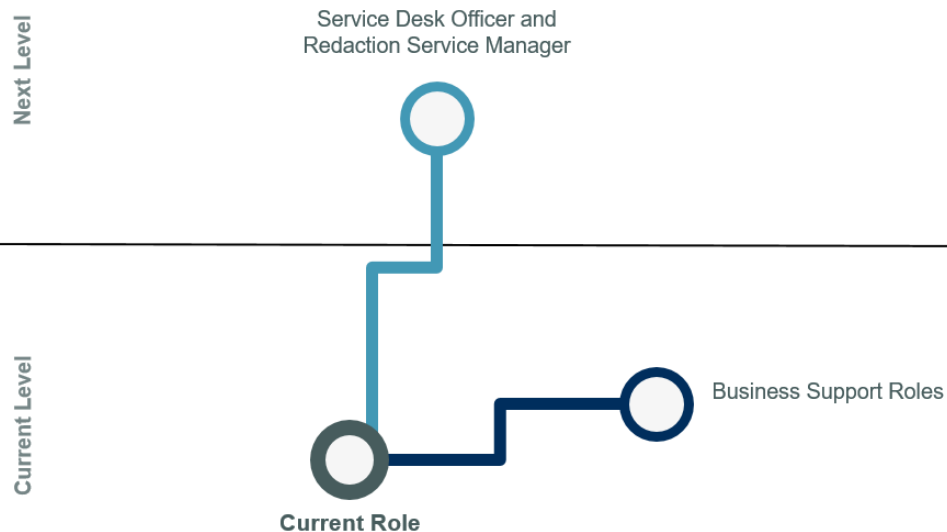 Next Level
Service Desk Officer and
Redaction Service Manager
Current Level
Business Support Roles
Current Role